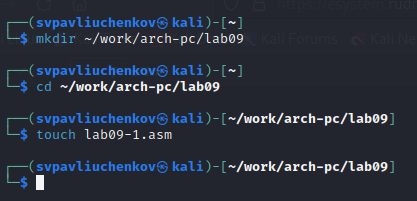 ┌──(svpavliuchenkov㉿kali)-[~]
└─$ mkdir ~/work/arch-pc/lab09
┌──(svpavliuchenkov㉿kali)-[~]
└─$ cd ~/work/arch-pc/lab09
┌──(svpavliuchenkov㉿kali)-[~/work/arch-pc/lab09]
└─$ touch lab09-1.asm
┌──(svpavliuchenkov㉿kali)-[~/work/arch-pc/lab09]
└─$